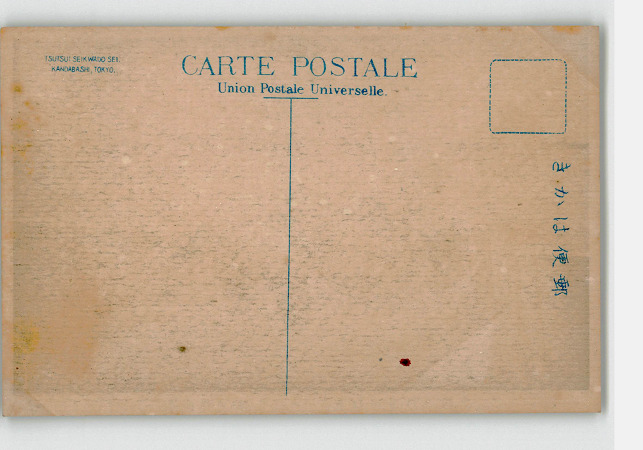 TSUTSUI SEIKWADO SEI.
KANDABASHI, TOKYO.
CARTE POSTALE
Union Postale Universelle.
きかは便郵